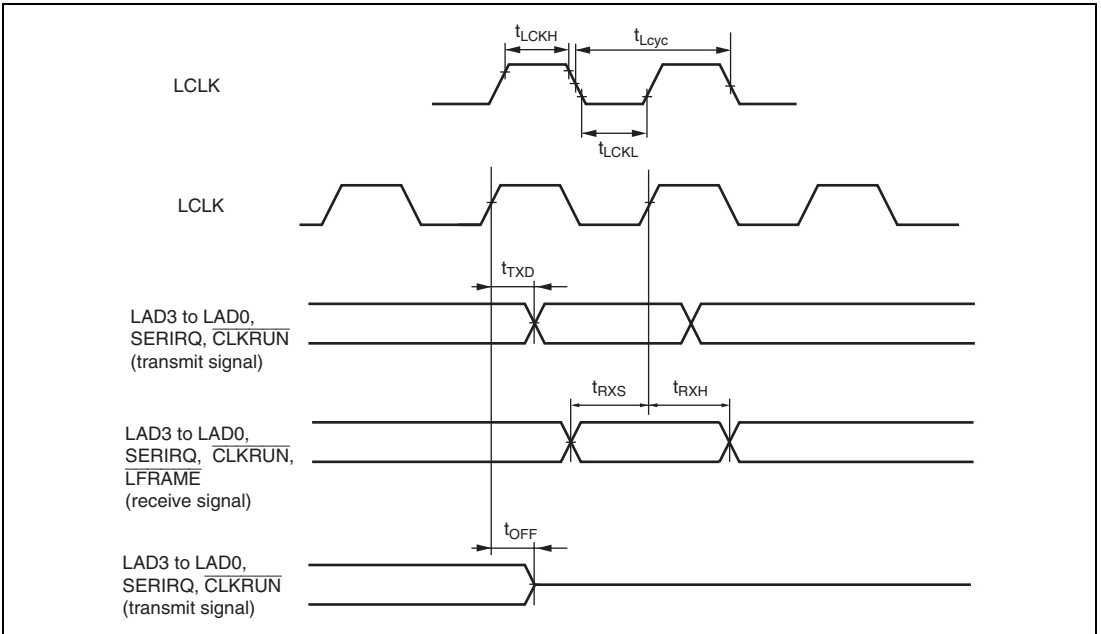 tLCKH
tLcyc
LCLK
tLCKL
LCLK
tTXD
LAD3 to LAD0,
SERIRQ, CLKRUN
(transmit signal)
tRXS
tRXH
LAD3 to LAD0,
SERIRQ, CLKRUN,
LFRAME
(receive signal)
tOFF
LAD3 to LAD0,
SERIRQ, CLKRUN
(transmit signal)